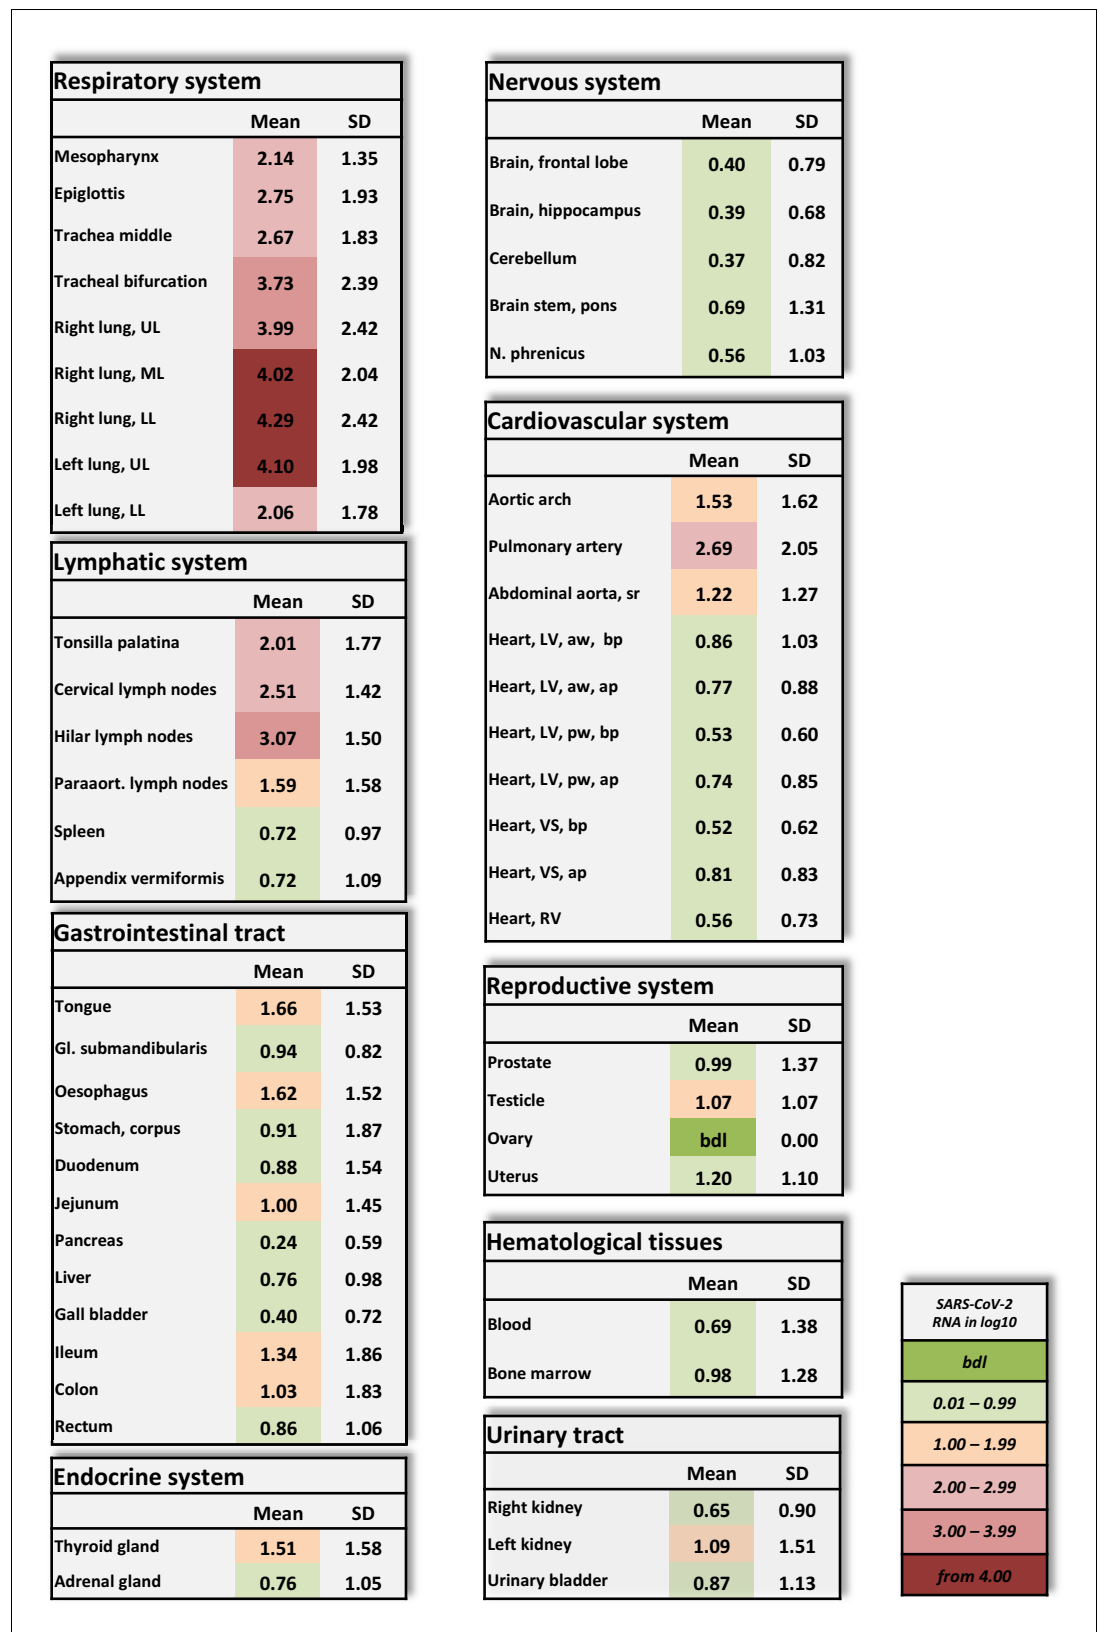 Respiratory system
Mean SD
Mesopharynx 2.14 1.35
Epiglottis 2.75 1.93
Trachea middle 2.67 1.83
Tracheal bifurcation 3.73 2.39
Right lung, UL 3.99 2.42
Right lung, ML 4.02 2.04
Right lung, LL 4.29 2.42
Left lung, UL 4.10 1.98
Left lung, LL 2.06 1.78
Lymphatic system
Mean SD
Tonsilla palatina 2.01 1.77
Cervical lymph nodes 2.51 1.42
Hilar lymph nodes 3.07 1.50
Paraaort. lymph nodes 1.59 1.58
Spleen 0.72 0.97
Appendix vermiformis 0.72 1.09
Gastrointestinal tract
Mean SD
Tongue 1.66 1.53
Gl. submandibularis 0.94 0.82
Oesophagus 1.62 1.52
Stomach, corpus 0.91 1.87
Duodenum 0.88 1.54
Jejunum 1.00 1.45
Pancreas 0.24 0.59
Liver 0.76 0.98
Gall bladder 0.40 0.72
Ileum 1.34 1.86
Colon 1.03 1.83
Rectum 0.86 1.06
Endocrine system
Mean SD
Thyroid gland 1.51 1.58
Adrenal gland 0.76 1.05
Nervous system
Mean SD
Brain, frontal lobe 0.40 0.79
Brain, hippocampus 0.39 0.68
Cerebellum 0.37 0.82
Brain stem, pons 0.69 1.31
N. phrenicus 0.56 1.03
Cardiovascular system
Mean SD
Aortic arch 1.53 1.62
Pulmonary artery 2.69 2.05
Abdominal aorta, sr 1.22 1.27
Heart, LV, aw, bp 0.86 1.03
Heart, LV, aw, ap 0.77 0.88
Heart, LV, pw, bp 0.53 0.60
Heart, LV, pw, ap 0.74 0.85
Heart, VS, bp 0.52 0.62
Heart, VS, ap 0.81 0.83
Heart, RV 0.56 0.73
Reproductive system
Mean SD
Prostate 0.99 1.37
Testicle 1.07 1.07
Ovary bdl 0.00
Uterus 1.20 1.10
Hematological tissues
Mean SD
Blood 0.69 1.38
Bone marrow 0.98 1.28
Urinary tract
Mean SD
Right kidney 0.65 0.90
Left kidney 1.09 1.51
Urinary bladder 0.87 1.13
SARS-CoV-2
RNA in log10
bdl
0.01 – 0.99
1.00 – 1.99
2.00 – 2.99
3.00 – 3.99
from 4.00